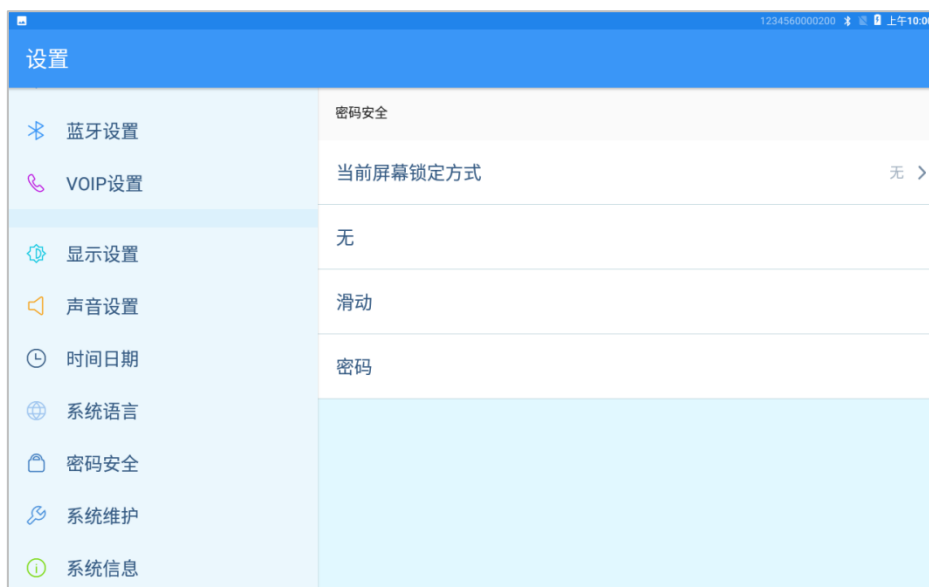 1234560000200 上午10:00
设置
蓝牙设置
VOIP设置
显示设置
声音设置
时间日期
系统语言
密码安全
系统维护
系统信息
密码安全
当前屏幕锁定方式 无
无
滑动
密码